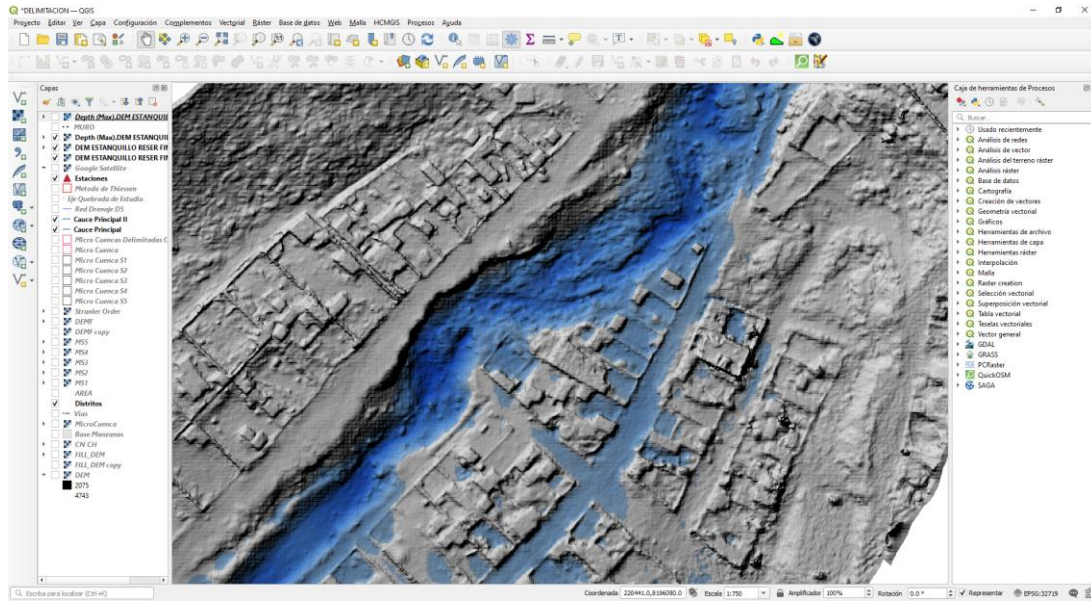 *DELIMITACION — QGIS
Proyecto Editar Ver Capa Configuración Complementos Vectorial Ráster Base de datos Web Malla HCMGIS Procesos Ayuda
Capas
Depth (Max).DEM ESTANQUIL
MURO
Depth (Max).DEM ESTANQUIL
DEM ESTANQUILLO RESER FIN
DEM ESTANQUILLO RESER FIN
Google Satellite
Estaciones
Metodo de Thiessen
Eje Quebrado de Estudio
Red Drenaje D5
Cauce Principal II
Cauce Principal
Micro Cuencas Delimitadas C
Micro Cuenca
Micro Cuenca S1
Micro Cuenca S2
Micro Cuenca S3
Micro Cuenca S4
Micro Cuenca S5
Stranler Order
DEMF
DEMF copy
MS5
MS4
MS3
MS2
MS1
AREA
Distritos
Vias
MicroCuenca
Base Manzanos
CN CH
FILL_DEM
FILL_DEM copy
DEM
2075
4743
Caja de herramientas de Procesos
Buscar...
Usado recientemente
Análisis de redes
Análisis de vector
Análisis del terreno ráster
Análisis ráster
Base de datos
Cartografía
Creación de vectores
Geometría vectorial
Gráficos
Herramientas de archivo
Herramientas de capa
Herramientas ráster
Interpolación
Malla
Raster creation
Selección vectorial
Superposición vectorial
Tabla vectorial
Teselas vectoriales
Vector general
GDAL
GRASS
PCRaster
QuickOSM
SAGA
Escriba para localizar (Ctrl+K)
Coordenada 220441.0,8196090.0 Escala 1:750 Amplificador 100% Rotación 0.0 ° Representar EPSG:32719